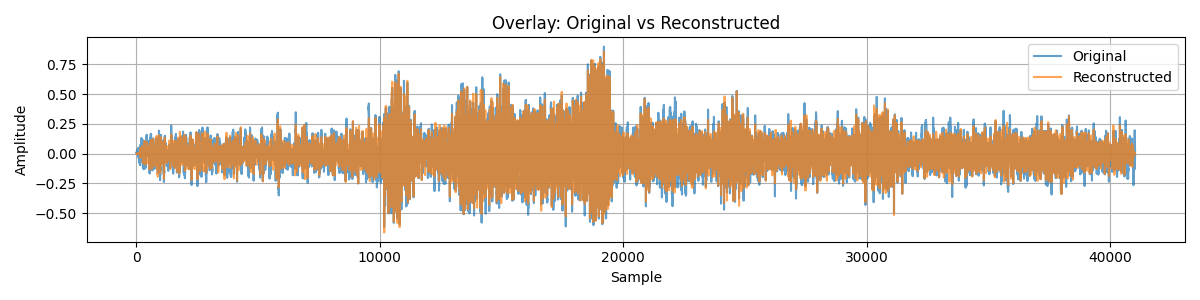 Overlay: Original vs Reconstructed
Amplitude
0.75
0.50
0.25
0.00
−0.25
−0.50
Original
Reconstructed
0
10000
20000
30000
40000
Sample